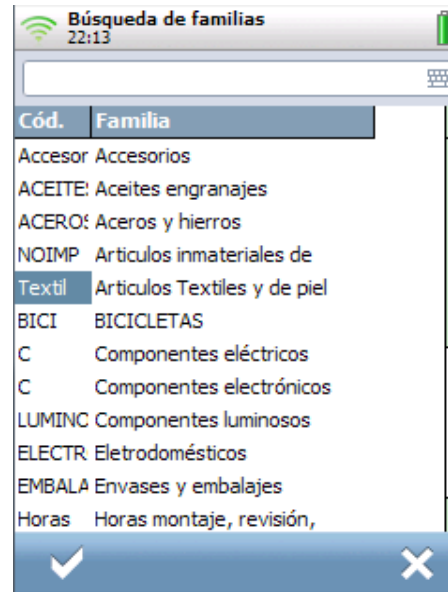 Búsqueda de familias
22:13
Cód. Familia
Accesor Accesorios
ACEITES Aceites engranajes
ACEROS Aceros y hierros
NOIMP Articulos inmateriales de
Textil Articulos Textiles y de piel
BICI BICICLETAS
C Componentes eléctricos
C Componentes electrónicos
LUMINC Componentes luminosos
ELECTR Eletrodomésticos
EMBALA Envases y embalajes
Horas Horas montaje, revisión,